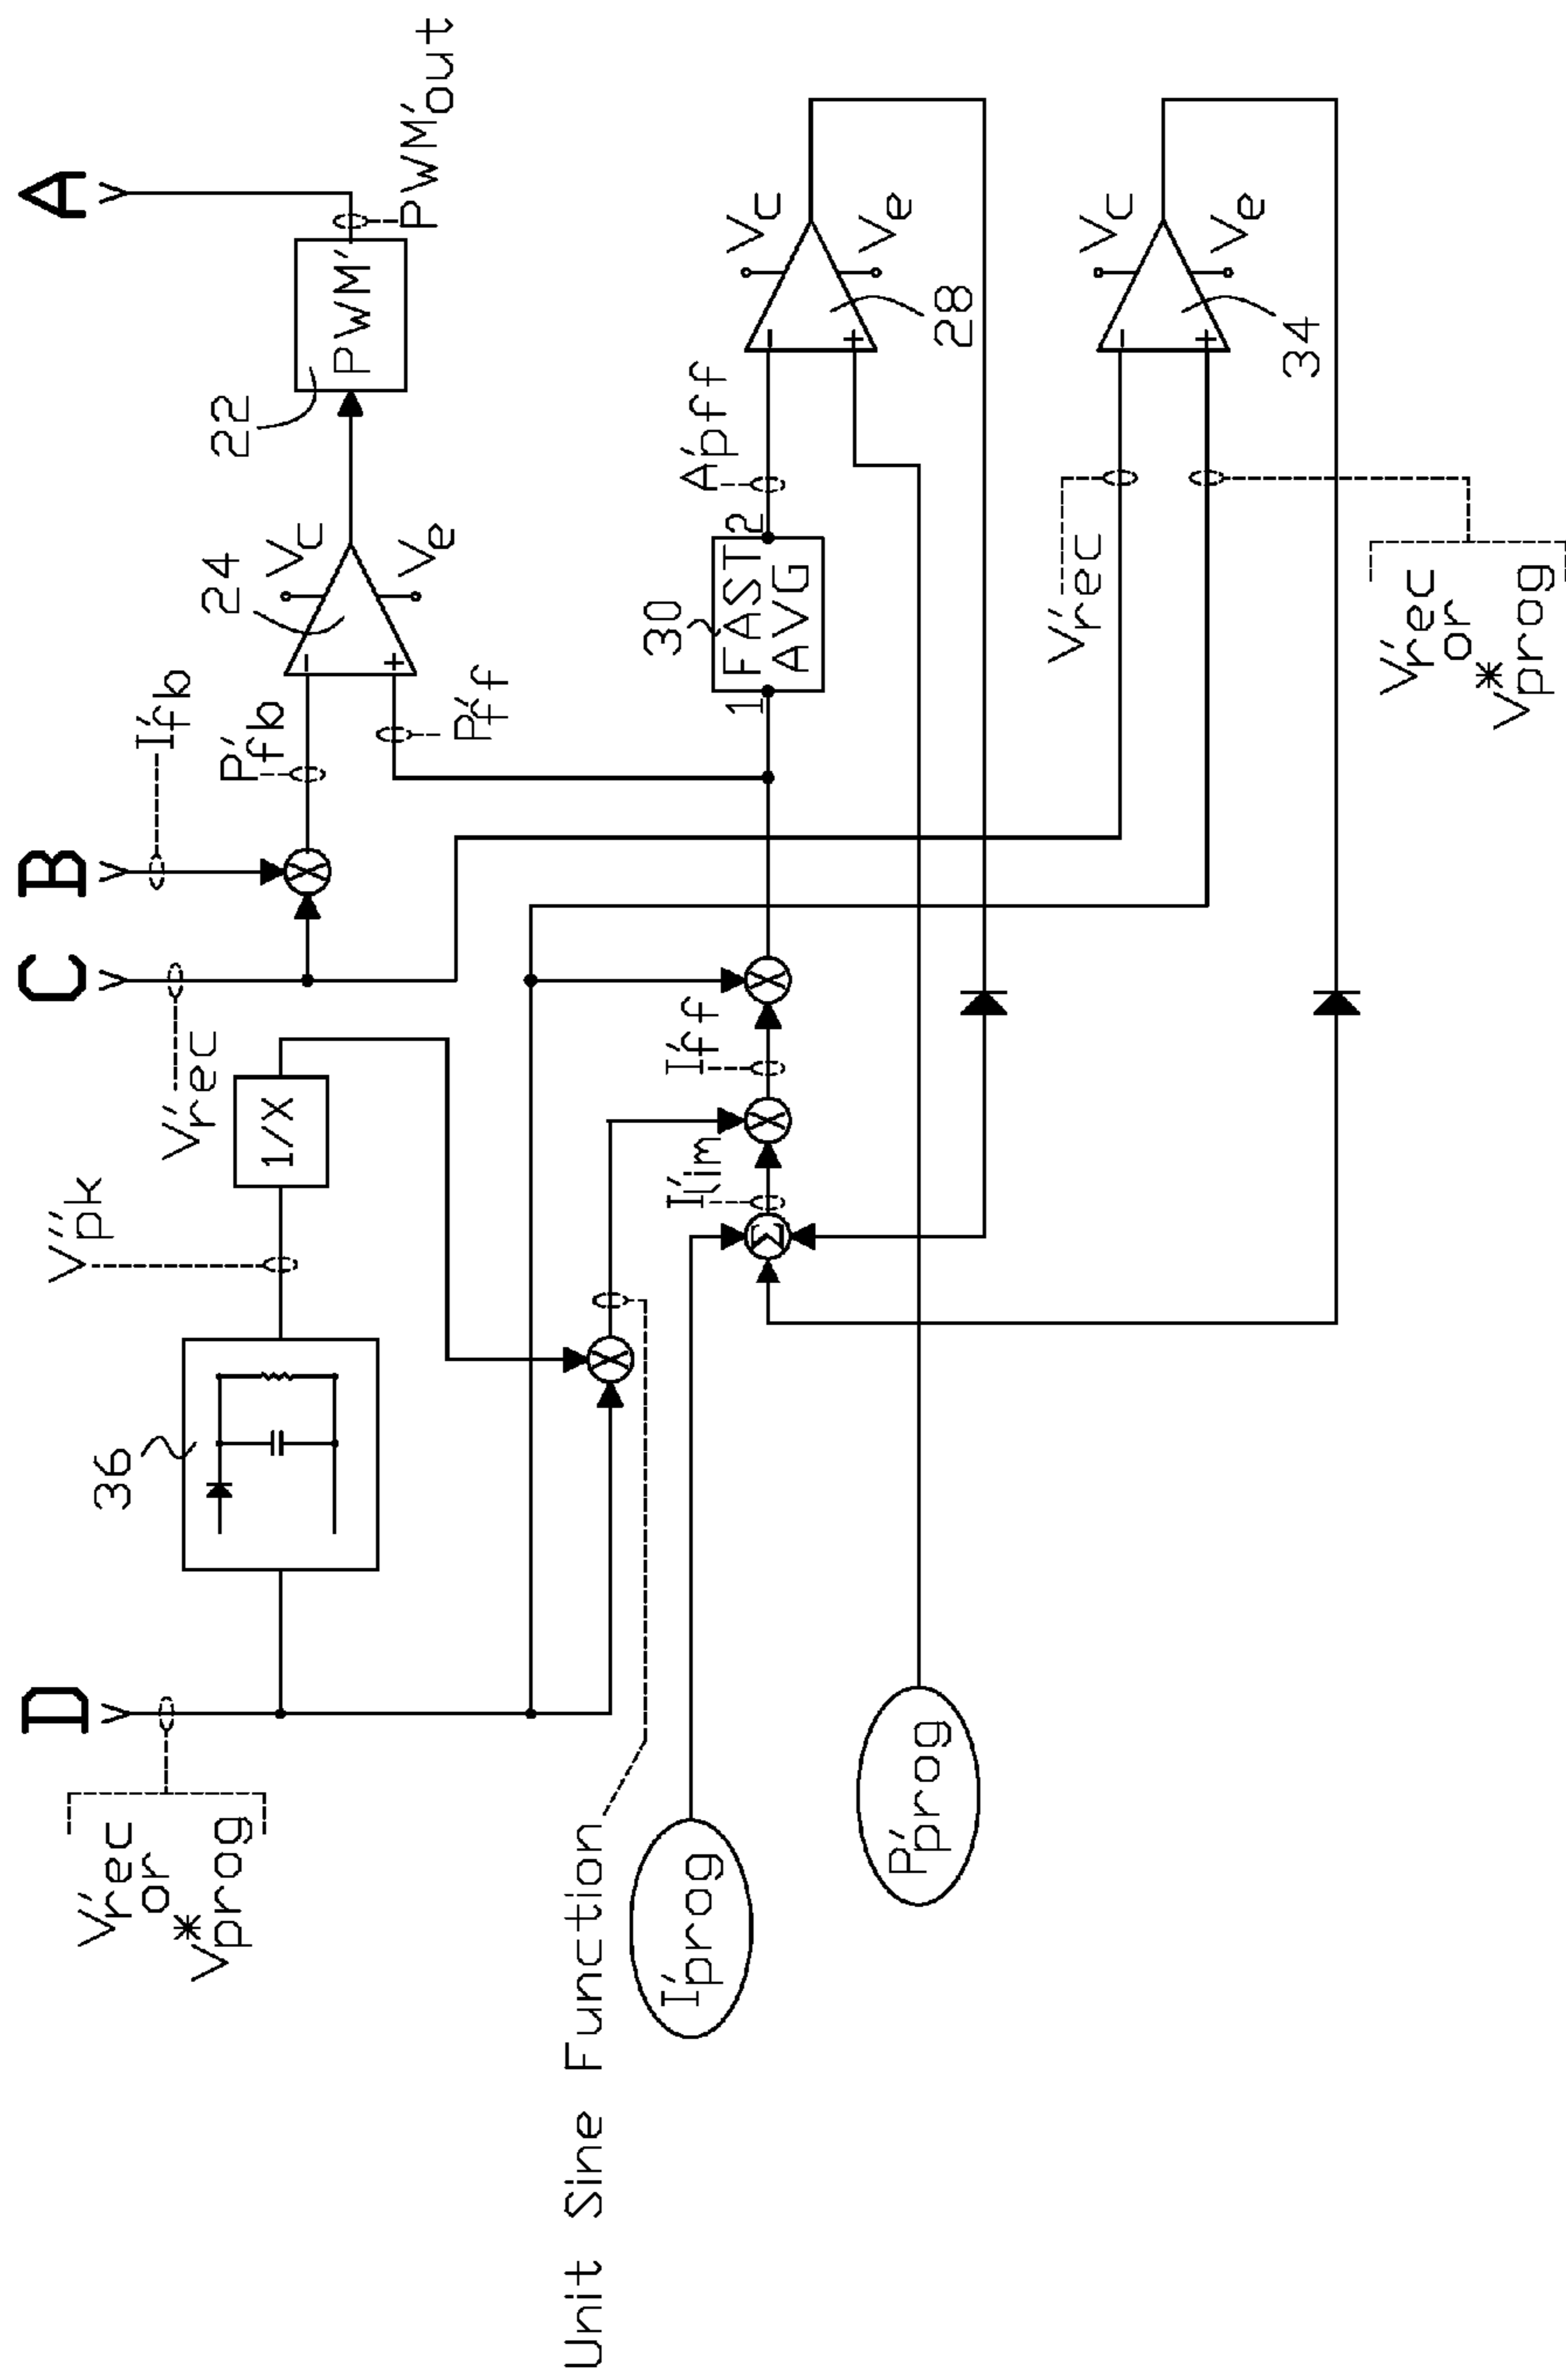 D
C
B
A
V'rec
or
*
Vprog
36
V''pk
1/X
V'rec
I'fb
P'fb
P'ff
24
Vc
Ve
22
PWM'
PWM'out
Unit Sine Function
I'prog
P'prog
Σ
I'lim
I'ff
30
1
FAST
AVG
2
A'pff
Vc
Ve
28
V'rec
V'rec
or
*
Vprog
Vc
Ve
34